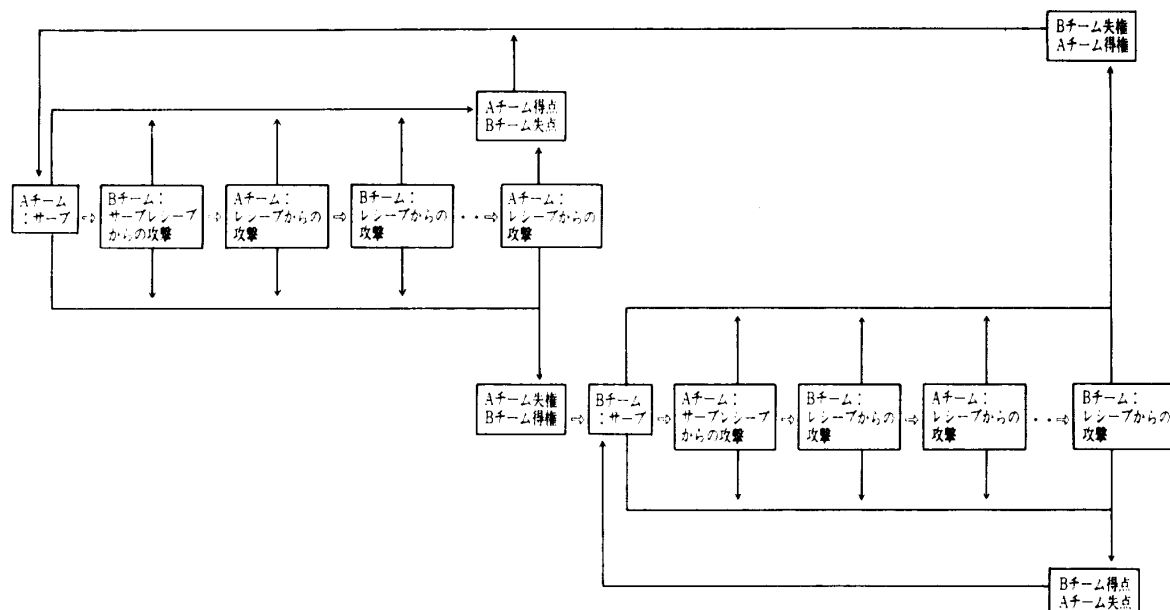 Bチーム失権
Aチーム得権
Aチーム得点
Bチーム失点
Aチーム
：サーブ
Bチーム：
サーブレシーブ
からの攻撃
Aチーム：
レシーブからの
攻撃
Bチーム：
レシーブからの
攻撃
・・
Aチーム：
レシーブからの
攻撃
Aチーム失権
Bチーム得権
Bチーム
：サーブ
Aチーム：
サーブレシーブ
からの攻撃
Bチーム：
レシーブからの
攻撃
Aチーム：
レシーブからの
攻撃
・・
Bチーム：
レシーブからの
攻撃
Bチーム得点
Aチーム失点